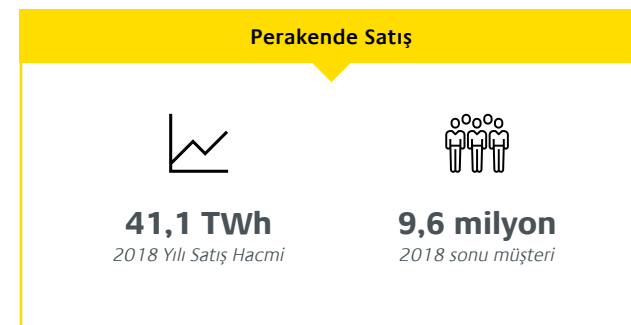 Perakende Satış
41,1 TWh
2018 Yılı Satış Hacmi
9,6 milyon
2018 sonu müşteri